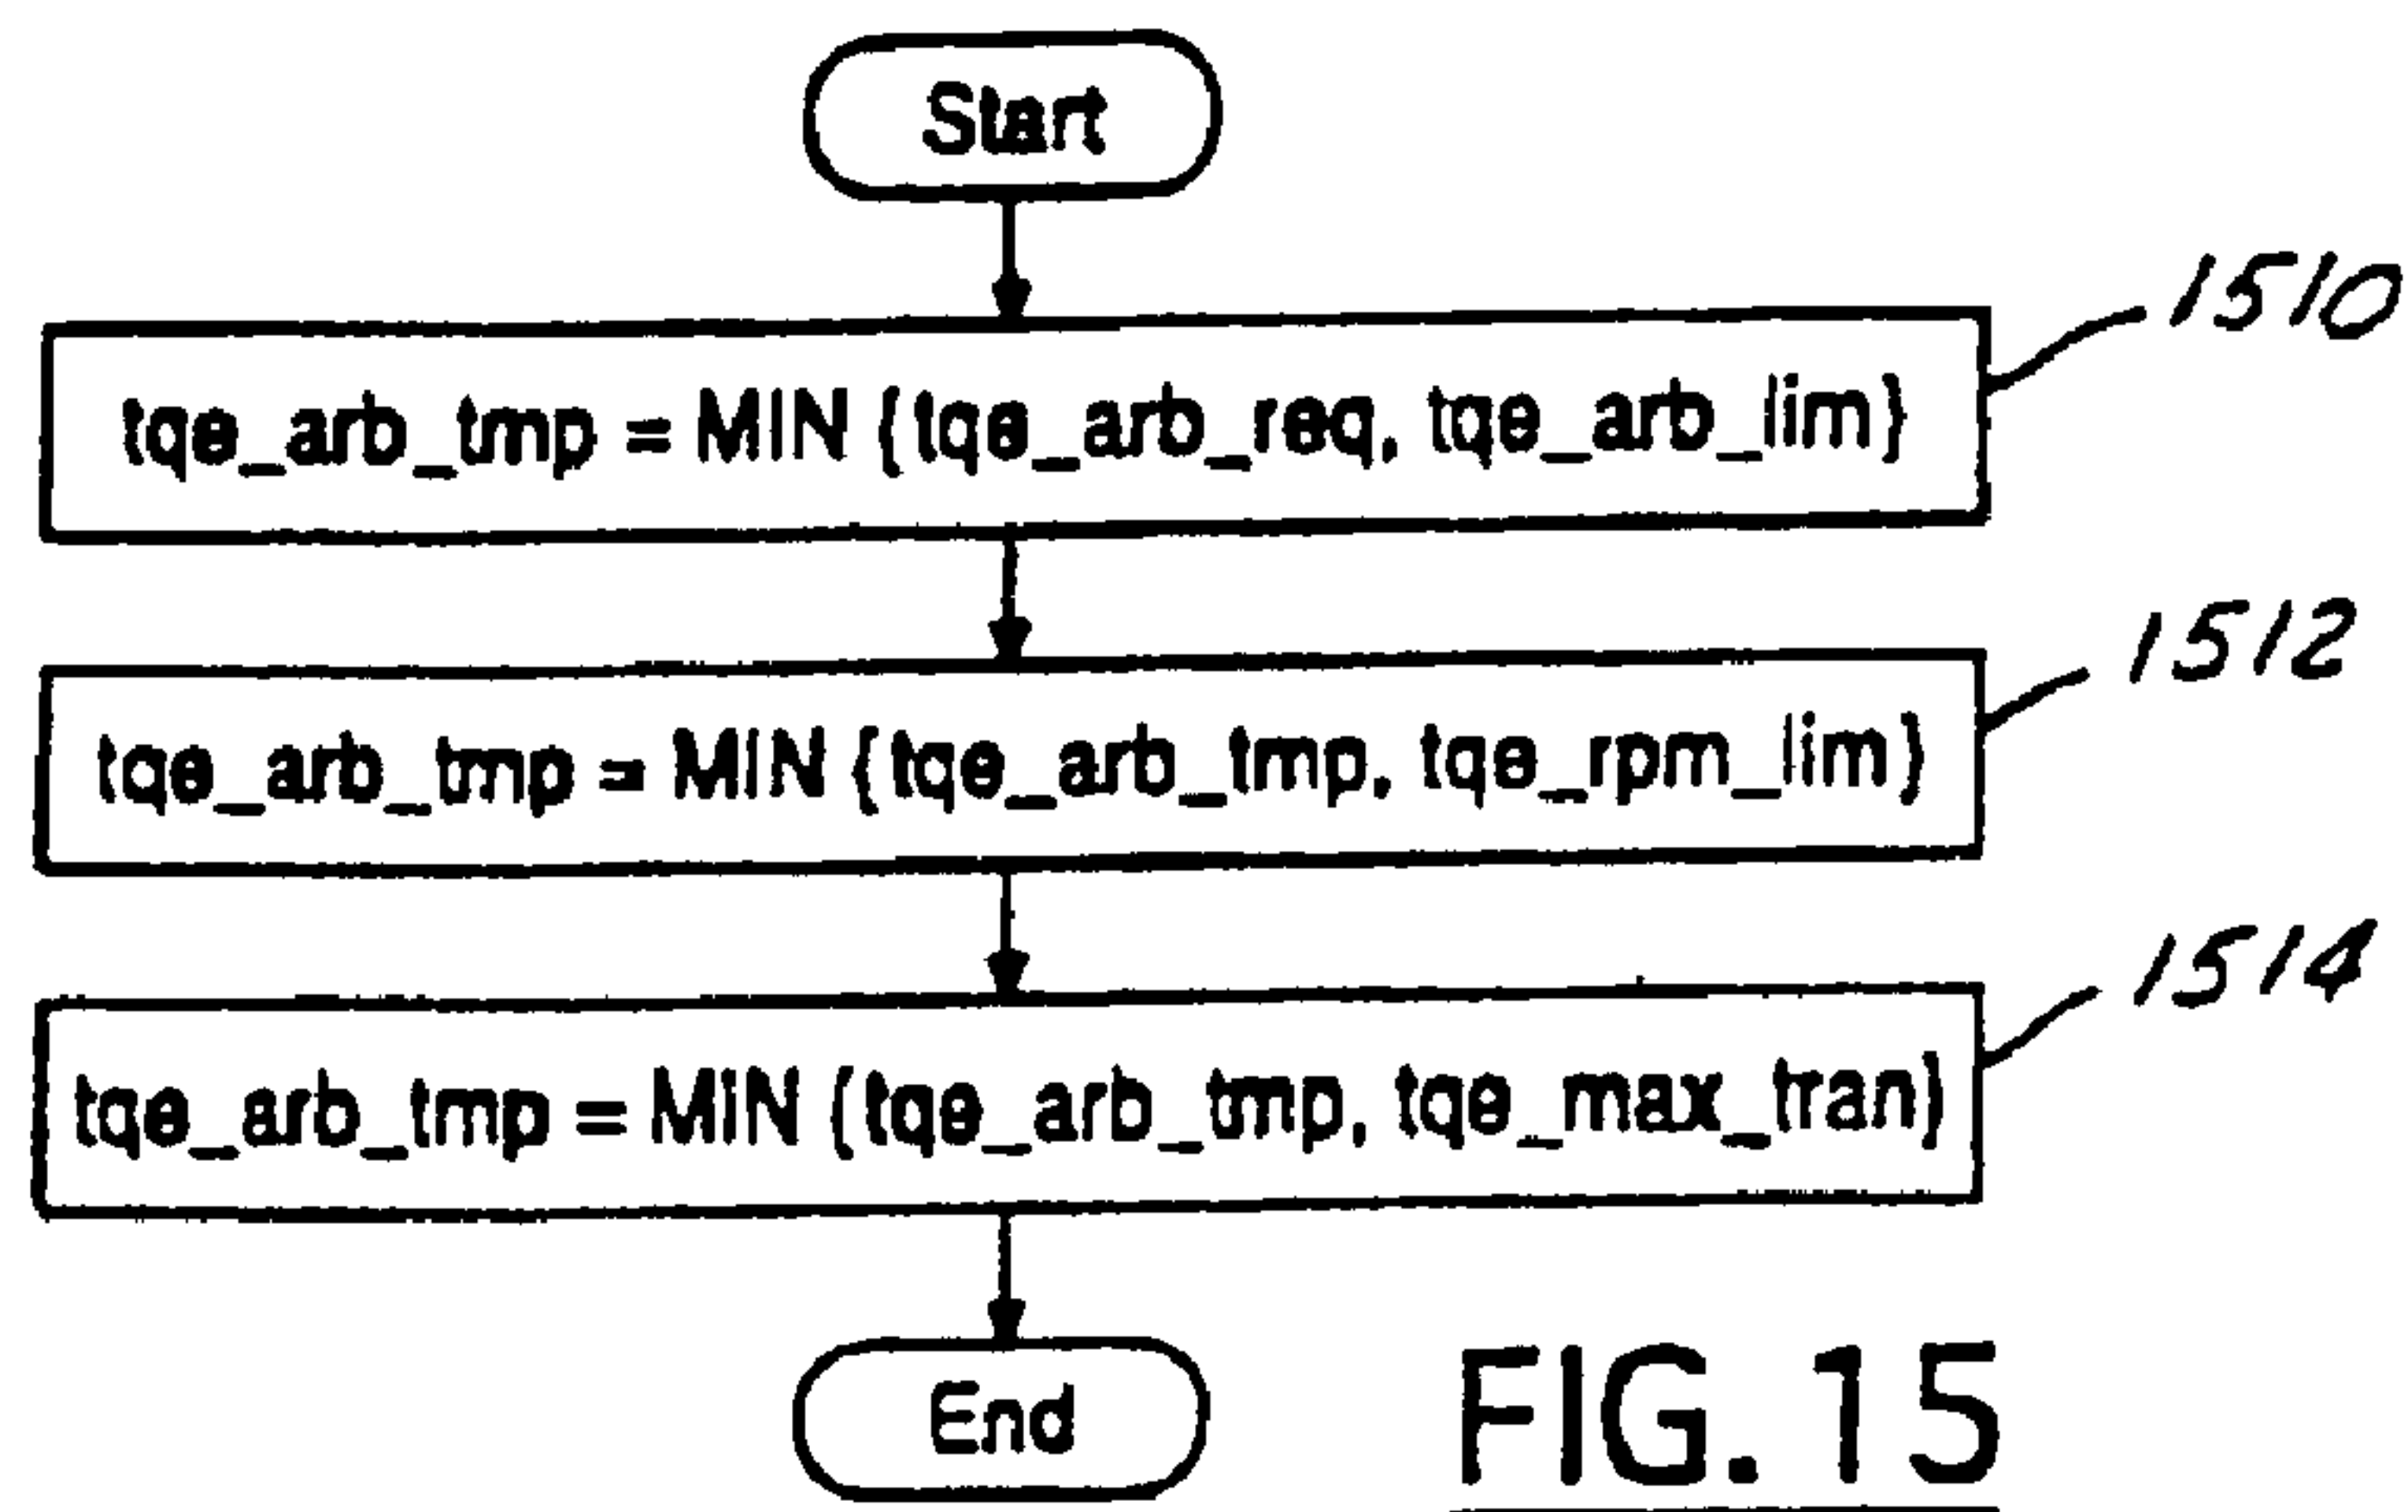 Start
1510
tqe_arb_tmp = MIN {tqe_arb_req, tqe_arb_lim}
1512
tqe_arb_tmp = MIN {tqe_arb_tmp, tqe_rpm_lim}
1514
tqe_arb_tmp = MIN {tqe_arb_tmp, tqe_max_tran}
End
FIG.15